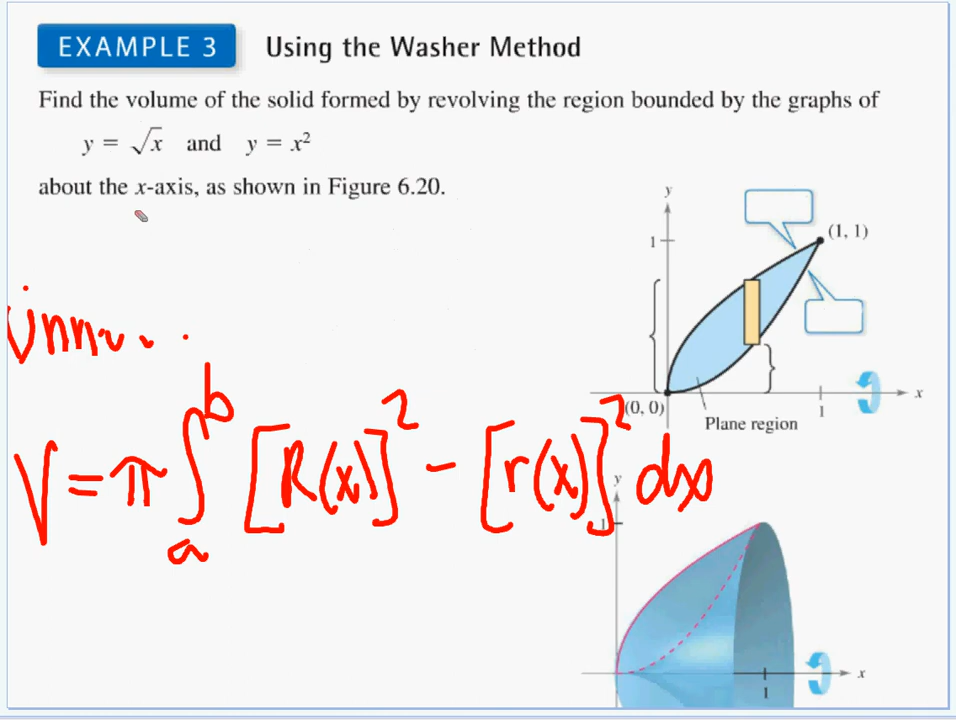 EXAMPLE 3 Using the Washer Method
Find the volume of the solid formed by revolving the region bounded by the graphs of
y = √x and y = x²
about the x-axis, as shown in Figure 6.20.
y
1
(1, 1)
(0, 0)
1
x
Plane region
V = π ∫ₐᵇ [R(x)]² - [r(x)]² dx
y
1
x
1